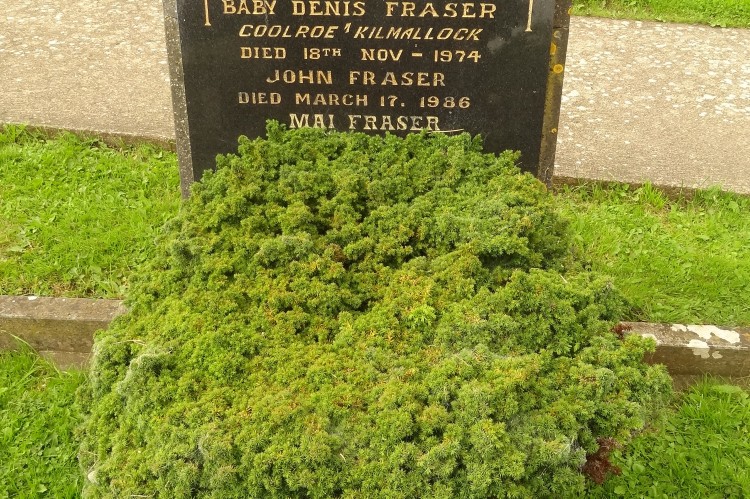 BABY DENIS FRASER
COOLROE, KILMALLOCK
DIED 18TH NOV - 1974
JOHN FRASER
DIED MARCH 17. 1986
MAI FRASER